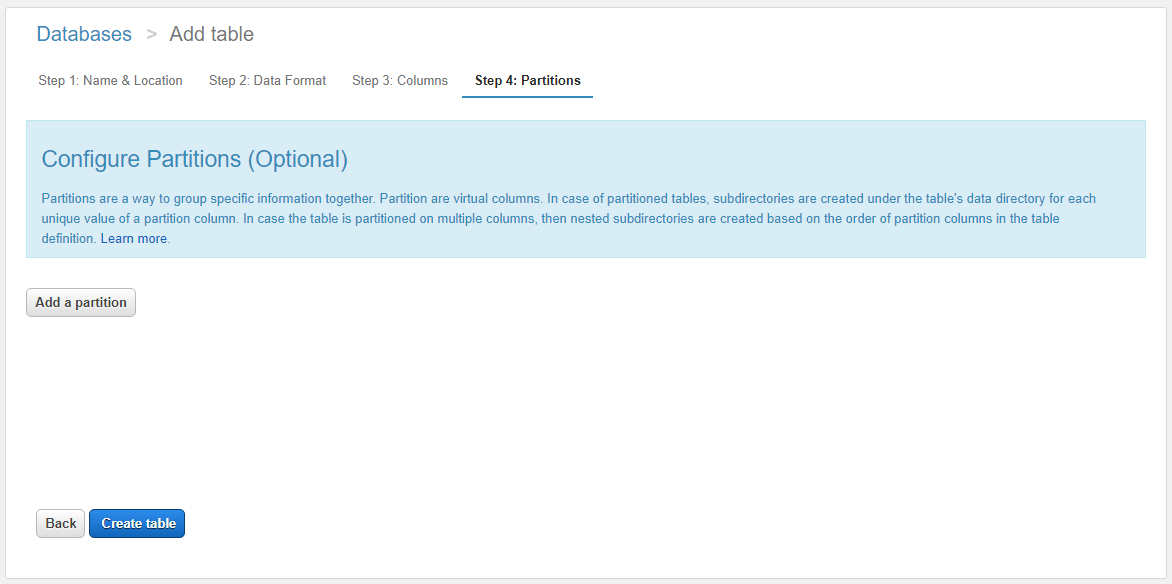 Databases > Add table
Step 1: Name & Location Step 2: Data Format Step 3: Columns Step 4: Partitions
Configure Partitions (Optional)
Partitions are a way to group specific information together. Partition are virtual columns. In case of partitioned tables, subdirectories are created under the table's data directory for each
unique value of a partition column. In case the table is partitioned on multiple columns, then nested subdirectories are created based on the order of partition columns in the table
definition. Learn more.
Add a partition
Back Create table